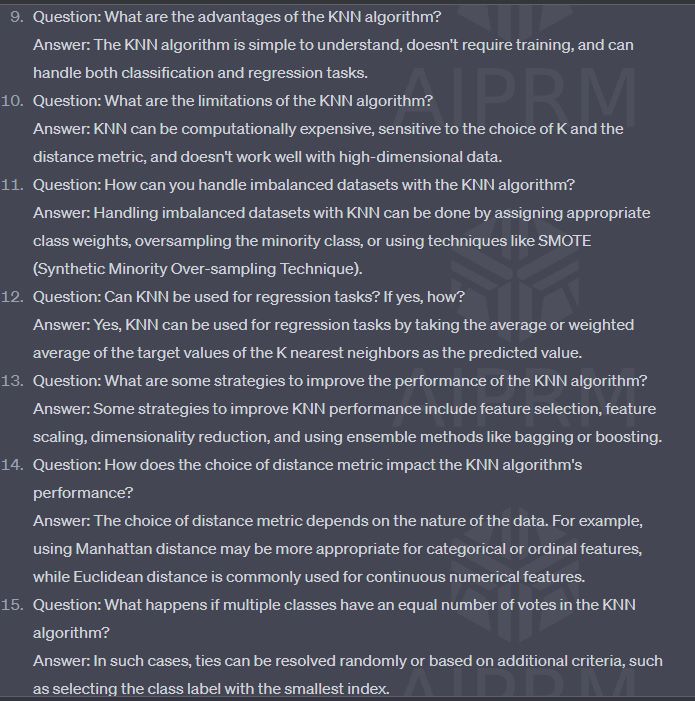 9. Question: What are the advantages of the KNN algorithm?
Answer: The KNN algorithm is simple to understand, doesn't require training, and can
handle both classification and regression tasks.
10. Question: What are the limitations of the KNN algorithm?
Answer: KNN can be computationally expensive, sensitive to the choice of K and the
distance metric, and doesn't work well with high-dimensional data.
11. Question: How can you handle imbalanced datasets with the KNN algorithm?
Answer: Handling imbalanced datasets with KNN can be done by assigning appropriate
class weights, oversampling the minority class, or using techniques like SMOTE
(Synthetic Minority Over-sampling Technique).
12. Question: Can KNN be used for regression tasks? If yes, how?
Answer: Yes, KNN can be used for regression tasks by taking the average or weighted
average of the target values of the K nearest neighbors as the predicted value.
13. Question: What are some strategies to improve the performance of the KNN algorithm?
Answer: Some strategies to improve KNN performance include feature selection, feature
scaling, dimensionality reduction, and using ensemble methods like bagging or boosting.
14. Question: How does the choice of distance metric impact the KNN algorithm's
performance?
Answer: The choice of distance metric depends on the nature of the data. For example,
using Manhattan distance may be more appropriate for categorical or ordinal features,
while Euclidean distance is commonly used for continuous numerical features.
15. Question: What happens if multiple classes have an equal number of votes in the KNN
algorithm?
Answer: In such cases, ties can be resolved randomly or based on additional criteria, such
as selecting the class label with the smallest index.
AIPRM
AIPRM
AIPRM